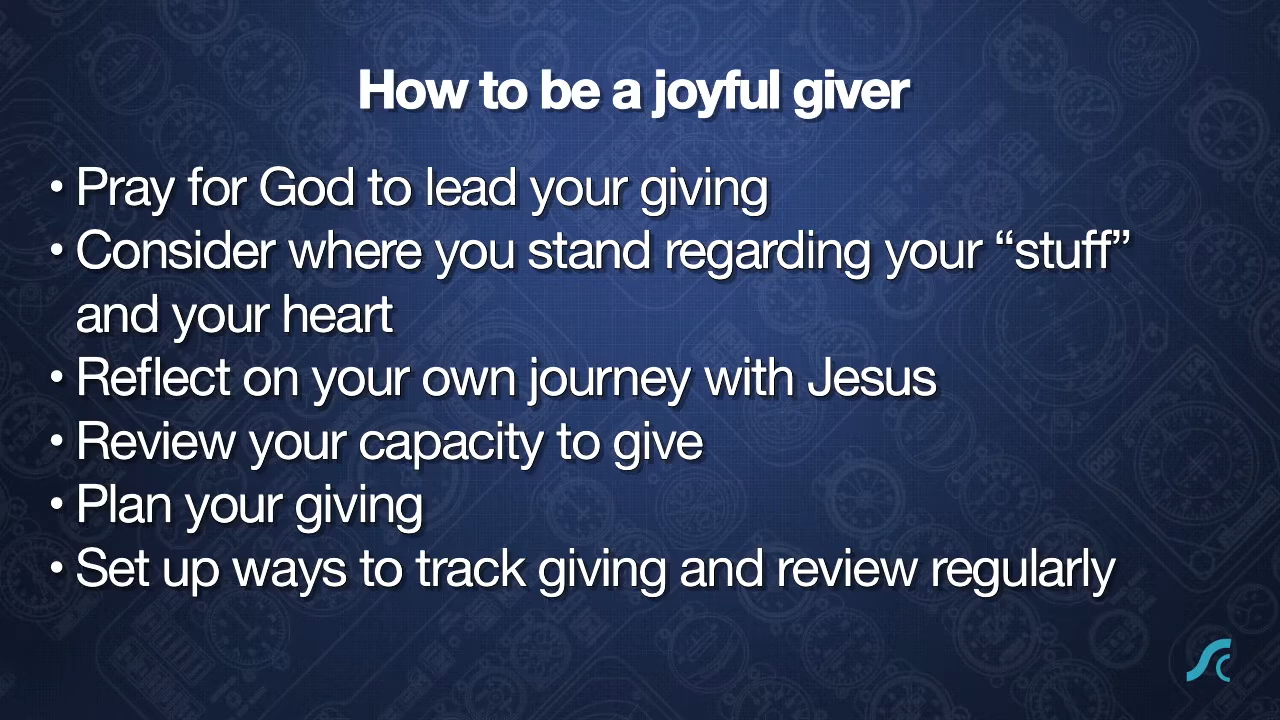 How to be a joyful giver
• Pray for God to lead your giving
• Consider where you stand regarding your “stuff”
and your heart
• Reflect on your own journey with Jesus
• Review your capacity to give
• Plan your giving
• Set up ways to track giving and review regularly